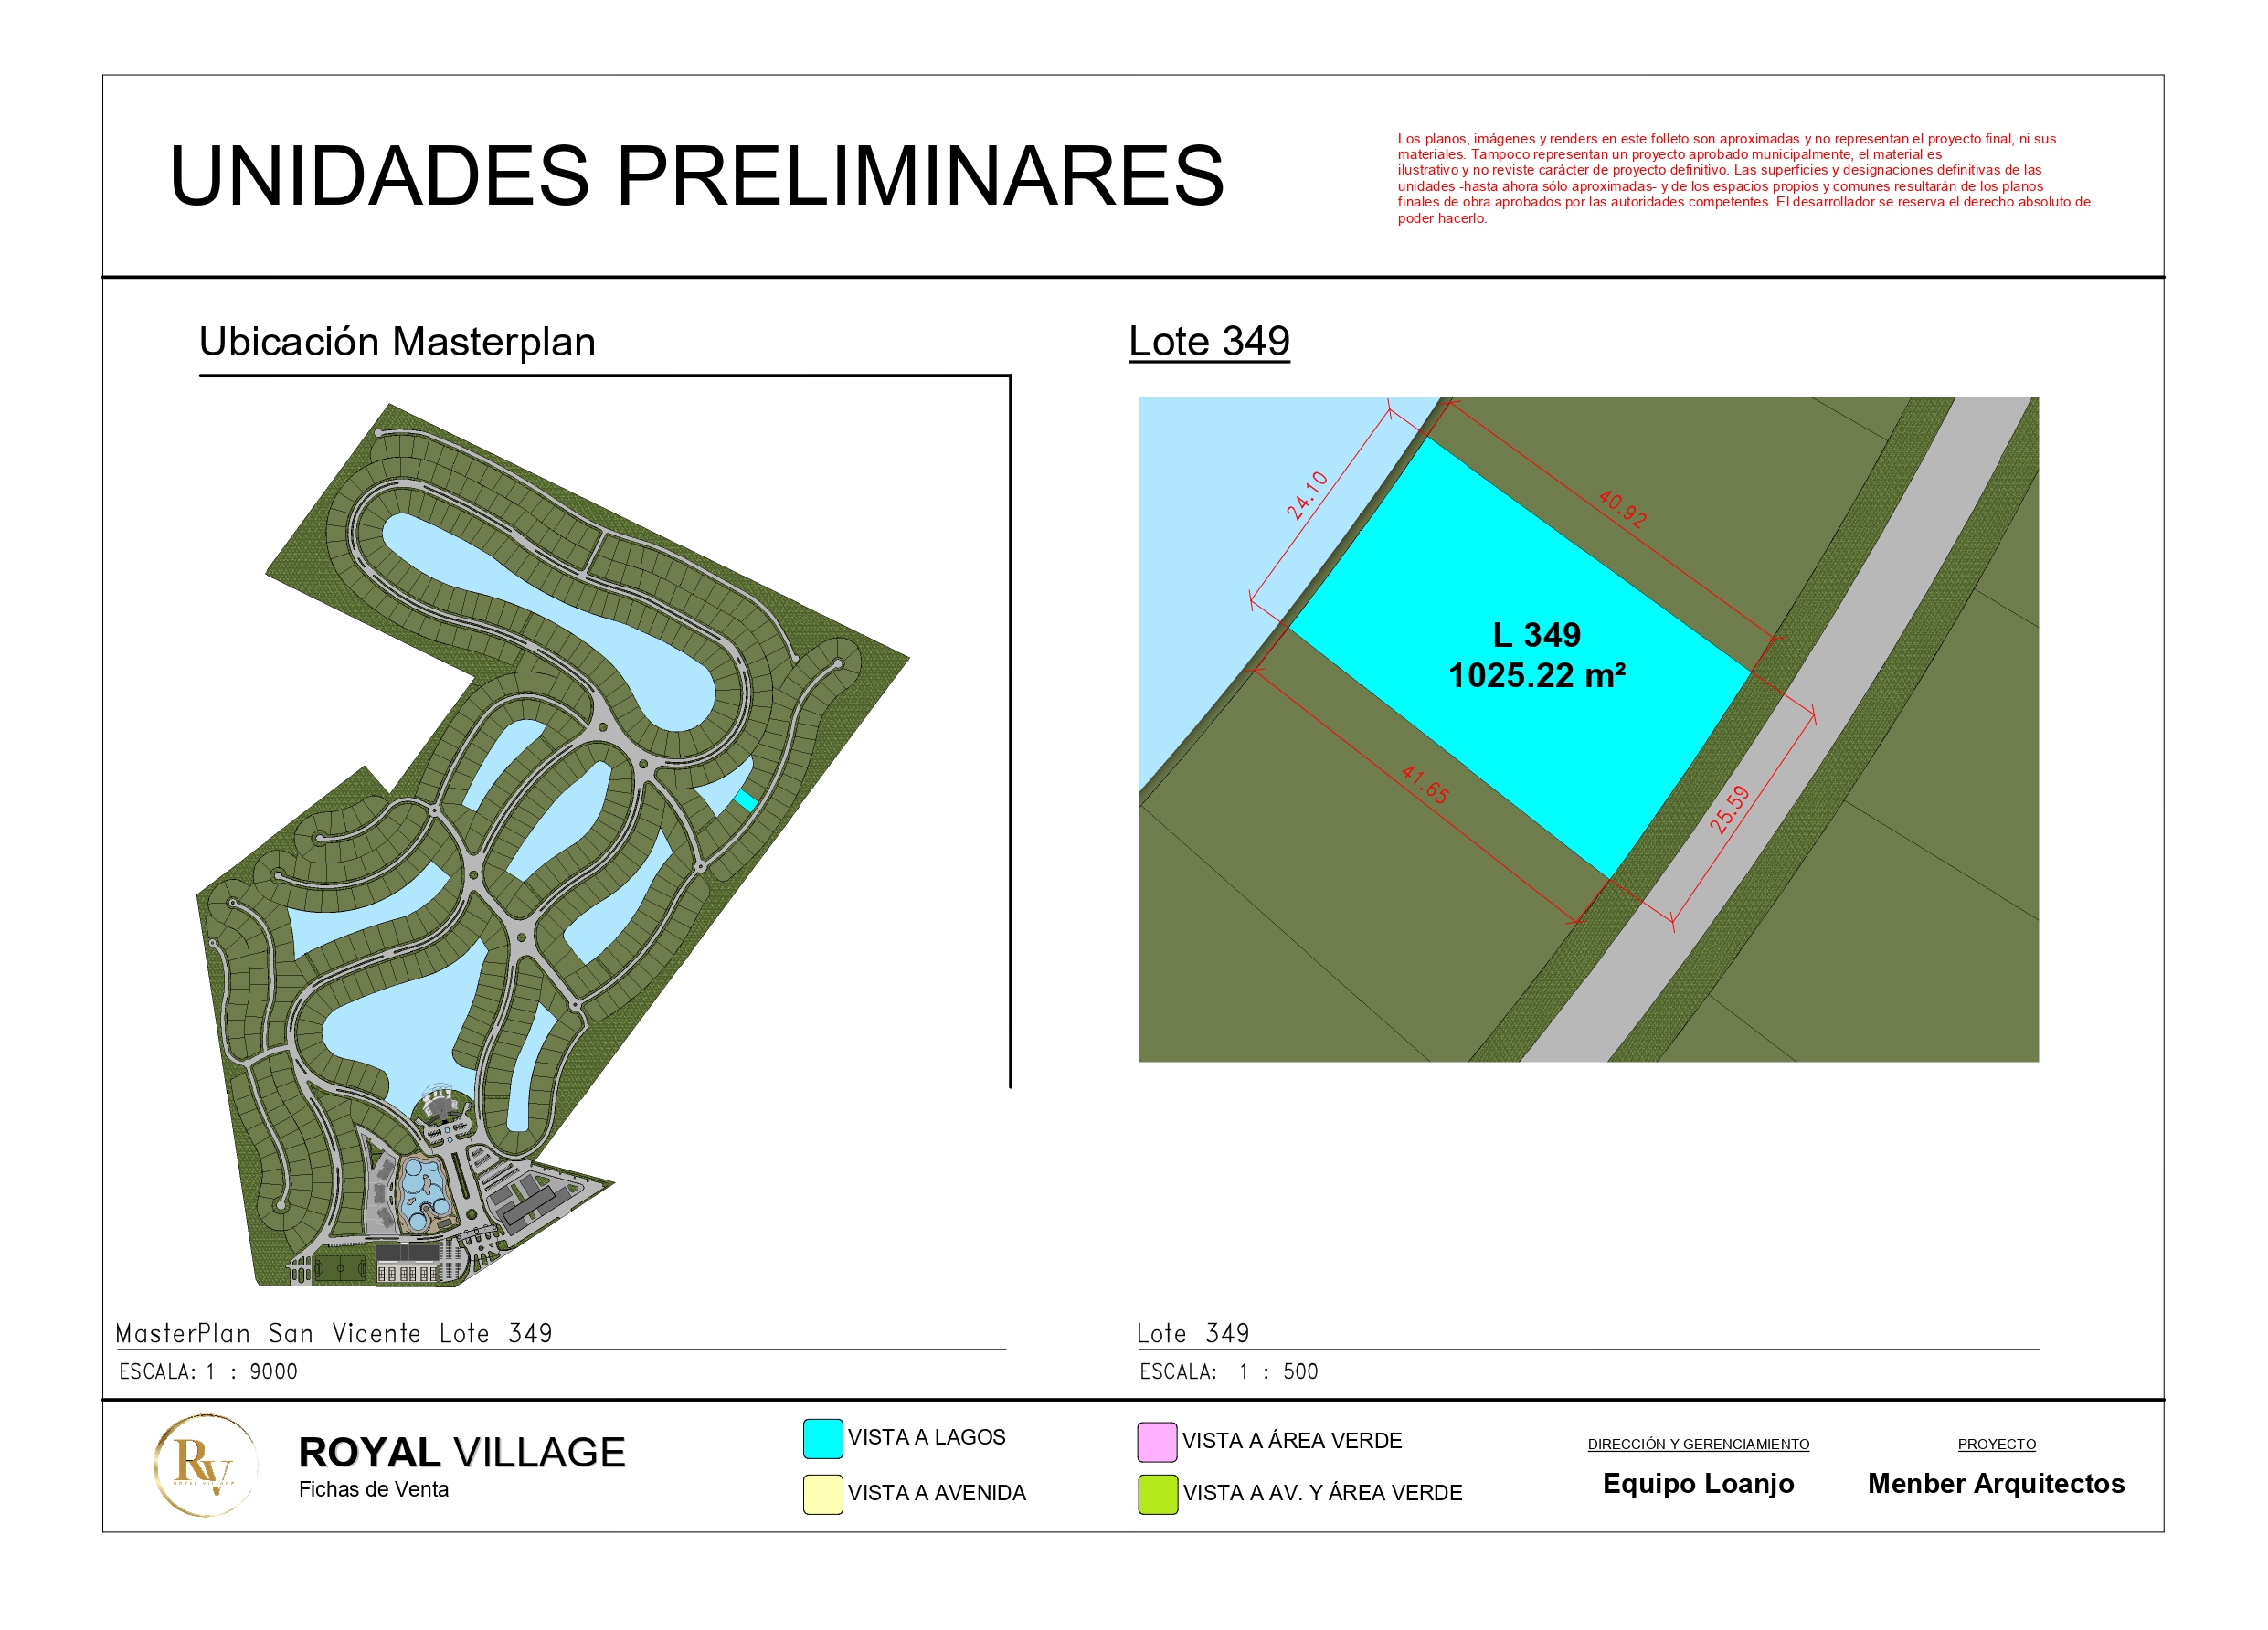 UNIDADES PRELIMINARES
Los planos, imágenes y renders en este folleto son aproximadas y no representan el proyecto final, ni sus
materiales. Tampoco representan un proyecto aprobado municipalmente, el material es
ilustrativo y no reviste carácter de proyecto definitivo. Las superficies y designaciones definitivas de las
unidades -hasta ahora sólo aproximadas- y de los espacios propios y comunes resultarán de los planos
finales de obra aprobados por las autoridades competentes. El desarrollador se reserva el derecho absoluto de
poder hacerlo.
Ubicación Masterplan
Lote 349
24.10
40.92
L 349
1025.22 m²
41.65
25.59
MasterPlan San Vicente Lote 349
ESCALA: 1 : 9000
Lote 349
ESCALA: 1 : 500
RV
ROYAL VILLAGE
ROYAL VILLAGE
Fichas de Venta
VISTA A LAGOS
VISTA A AVENIDA
VISTA A ÁREA VERDE
VISTA A AV. Y ÁREA VERDE
DIRECCIÓN Y GERENCIAMIENTO
Equipo Loanjo
PROYECTO
Menber Arquitectos